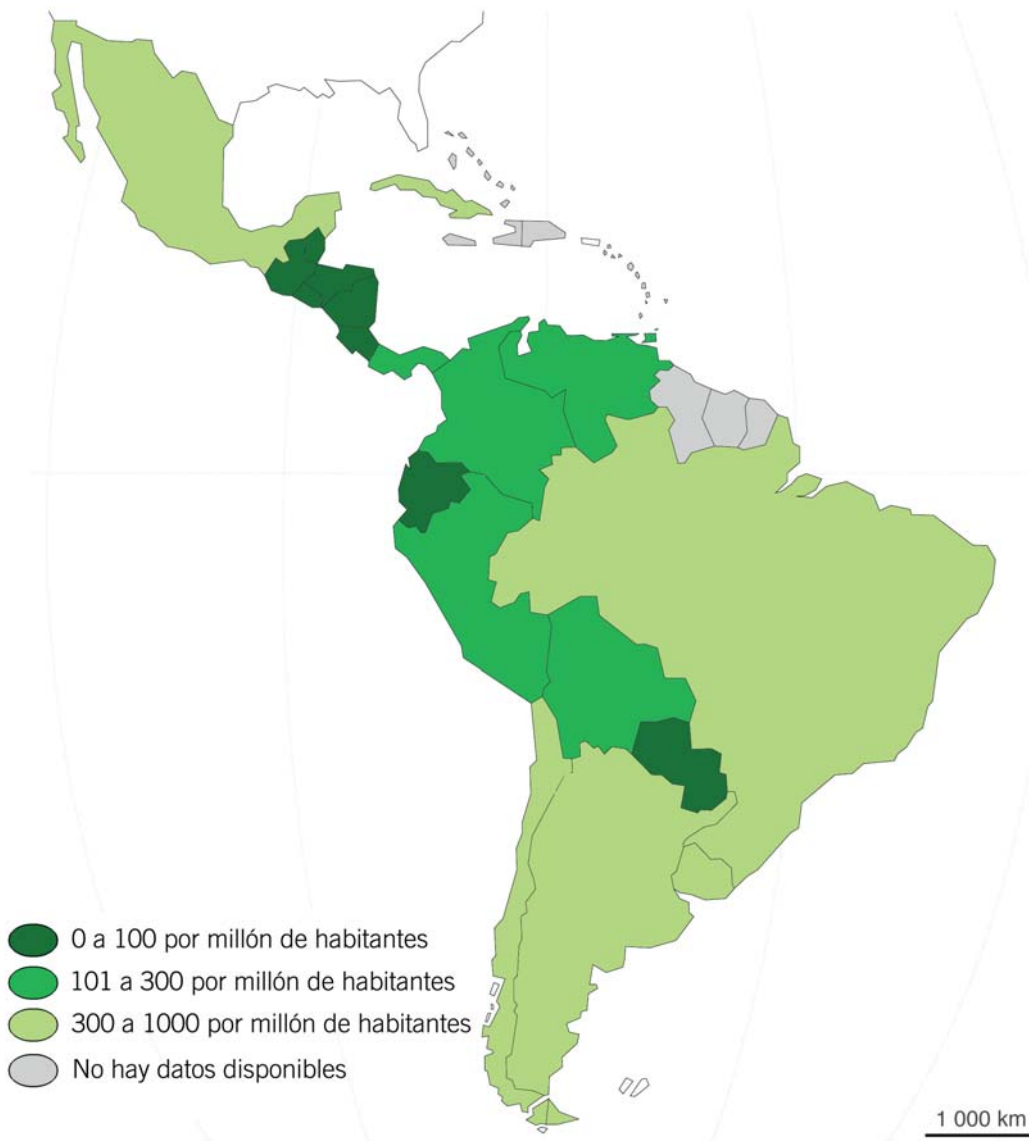 0 a 100 por millón de habitantes
101 a 300 por millón de habitantes
300 a 1000 por millón de habitantes
No hay datos disponibles
1 000 km